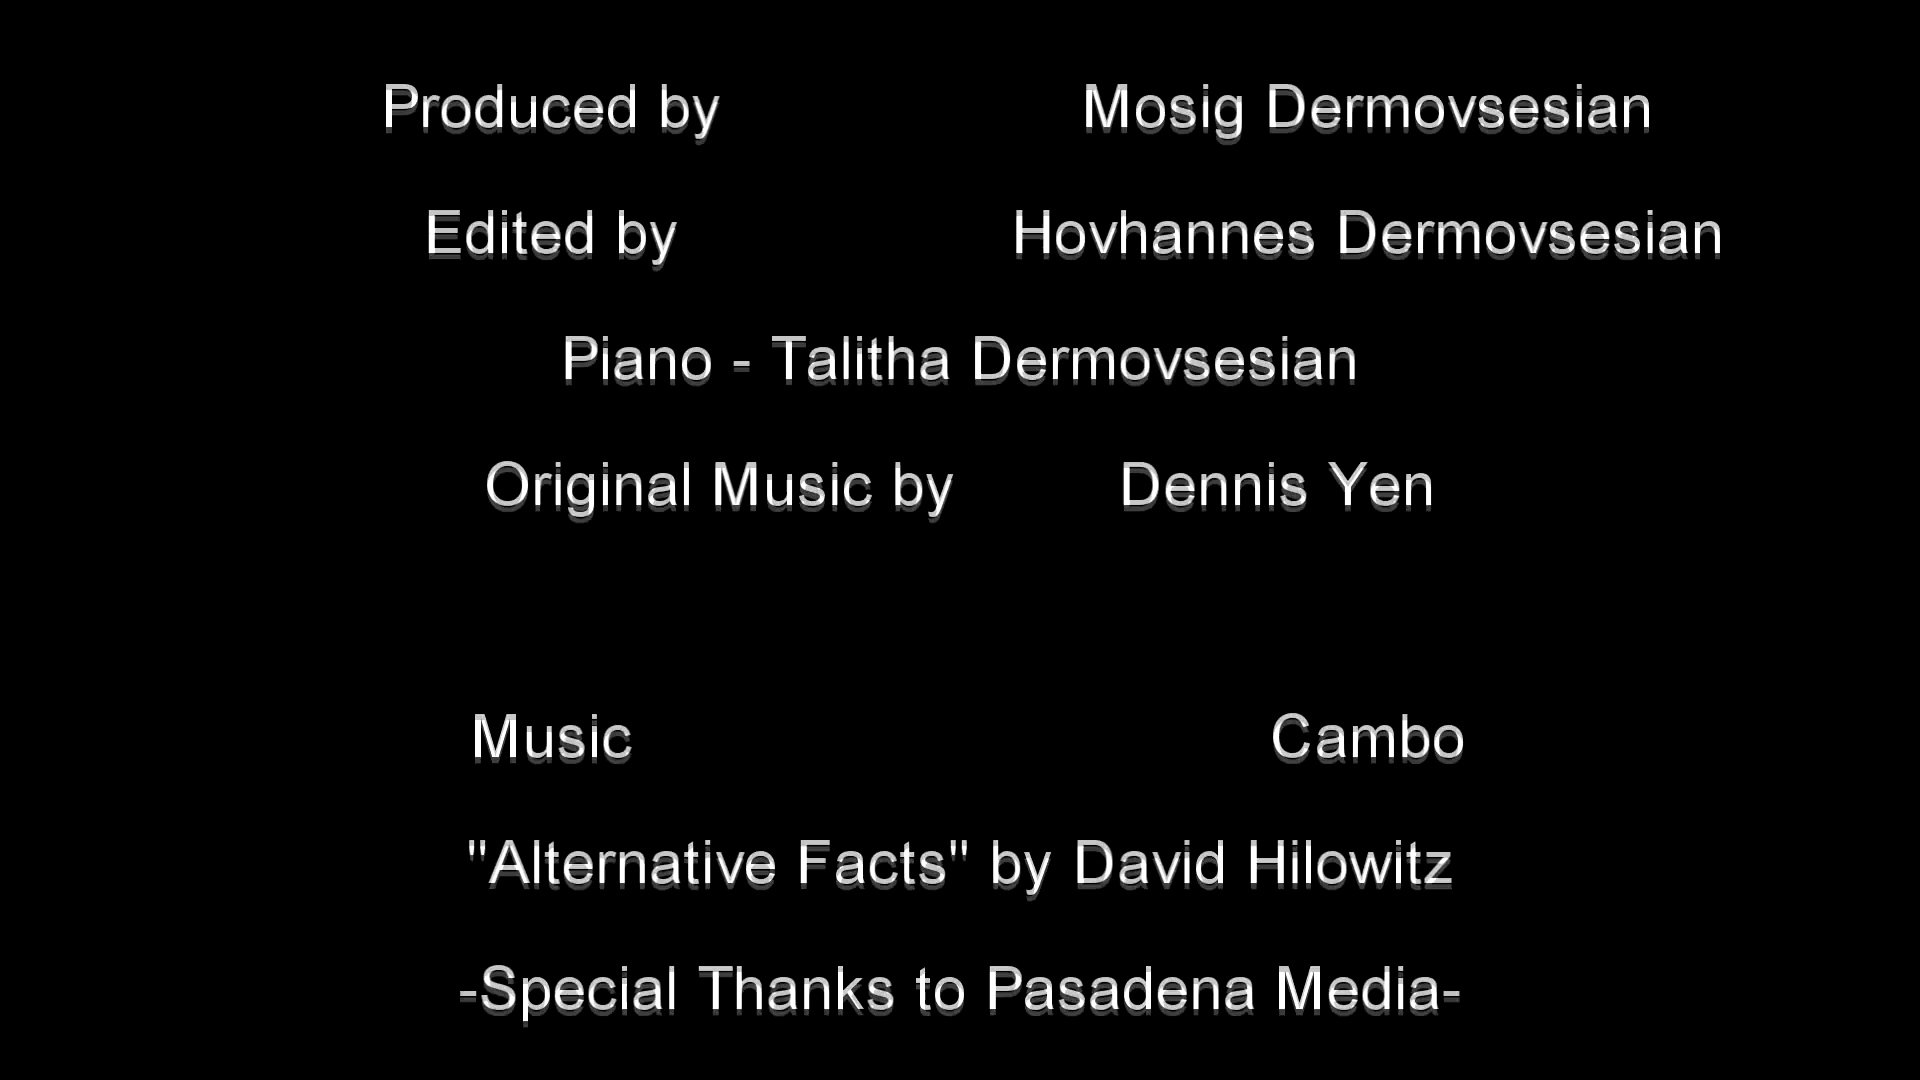 Produced by Mosig Dermovsesian
Edited by Hovhannes Dermovsesian
Piano - Talitha Dermovsesian
Original Music by Dennis Yen
Music Cambo
"Alternative Facts" by David Hilowitz
-Special Thanks to Pasadena Media-